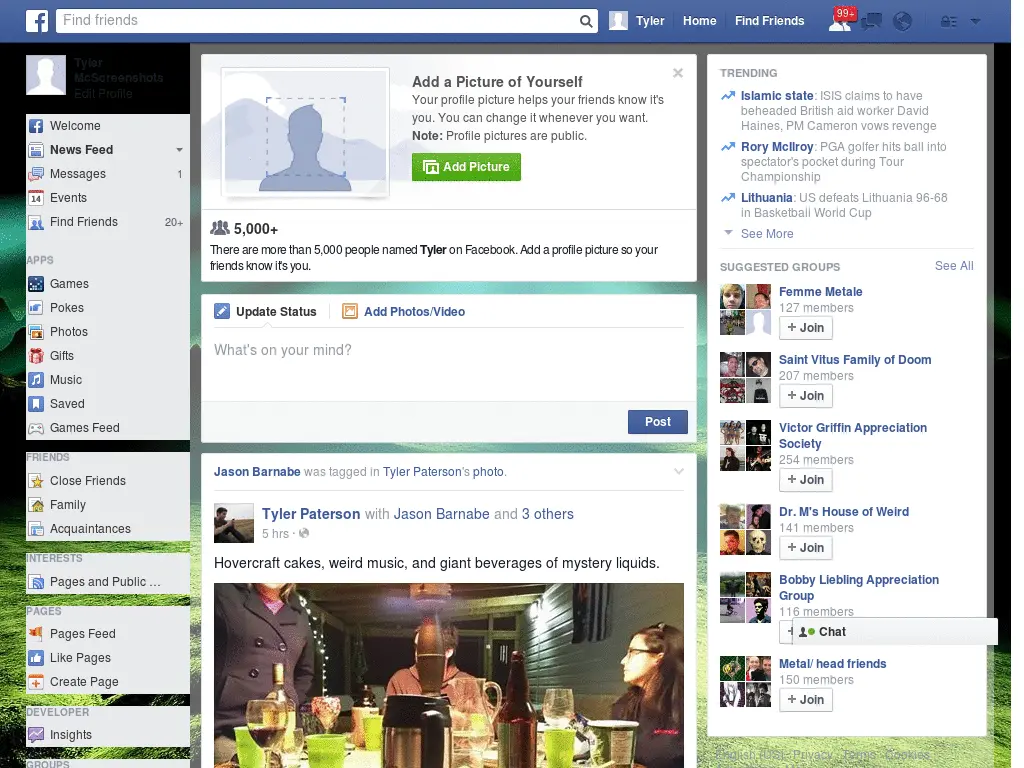 Find friends
Tyler
Home
Find Friends
99+
Tyler
McScreenshots
Edit Profile
Welcome
News Feed
Messages 1
14 Events
Find Friends 20+
APPS
Games
Pokes
Photos
Gifts
Music
Saved
Games Feed
FRIENDS
Close Friends
Family
Acquaintances
INTERESTS
Pages and Public ...
PAGES
Pages Feed
Like Pages
Create Page
DEVELOPER
Insights
GROUPS
Add a Picture of Yourself
Your profile picture helps your friends know it's
you. You can change it whenever you want.
Note: Profile pictures are public.
Add Picture
5,000+
There are more than 5,000 people named Tyler on Facebook. Add a profile picture so your
friends know it's you.
Update Status
Add Photos/Video
What's on your mind?
Post
Jason Barnabe was tagged in Tyler Paterson's photo.
Tyler Paterson with Jason Barnabe and 3 others
5 hrs ·
Hovercraft cakes, weird music, and giant beverages of mystery liquids.
TRENDING
Islamic state: ISIS claims to have
beheaded British aid worker David
Haines, PM Cameron vows revenge
Rory McIlroy: PGA golfer hits ball into
spectator's pocket during Tour
Championship
Lithuania: US defeats Lithuania 96-68
in Basketball World Cup
See More
SUGGESTED GROUPS See All
Femme Metale
127 members
+ Join
Saint Vitus Family of Doom
207 members
+ Join
Victor Griffin Appreciation
Society
254 members
+ Join
Dr. M's House of Weird
141 members
+ Join
Bobby Liebling Appreciation
Group
116 members
Chat
Metal/ head friends
150 members
+ Join
English (US) · Privacy · Terms · Cookies